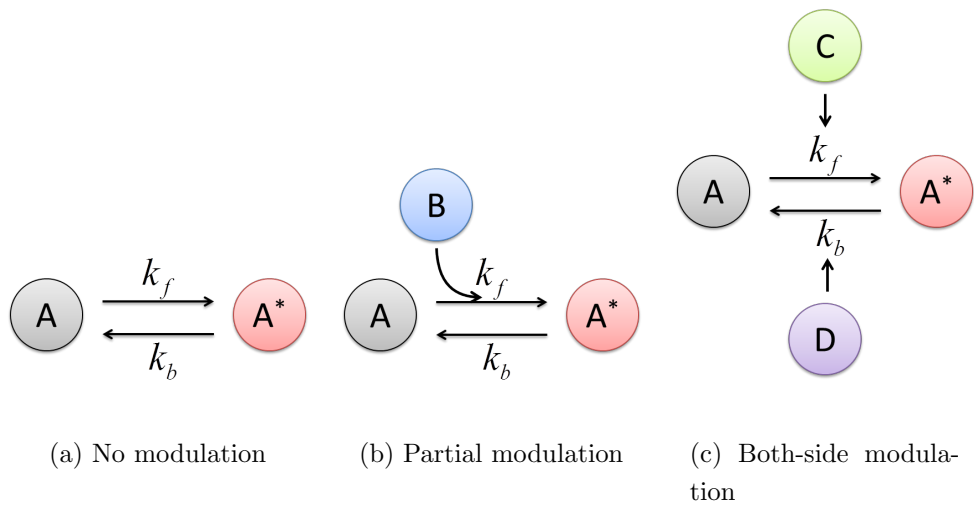 C
k_f
A
A*
k_b
D
B
k_f
A
A*
k_b
k_f
A
A*
k_b
(a) No modulation
(b) Partial modulation
(c) Both-side modula-
tion